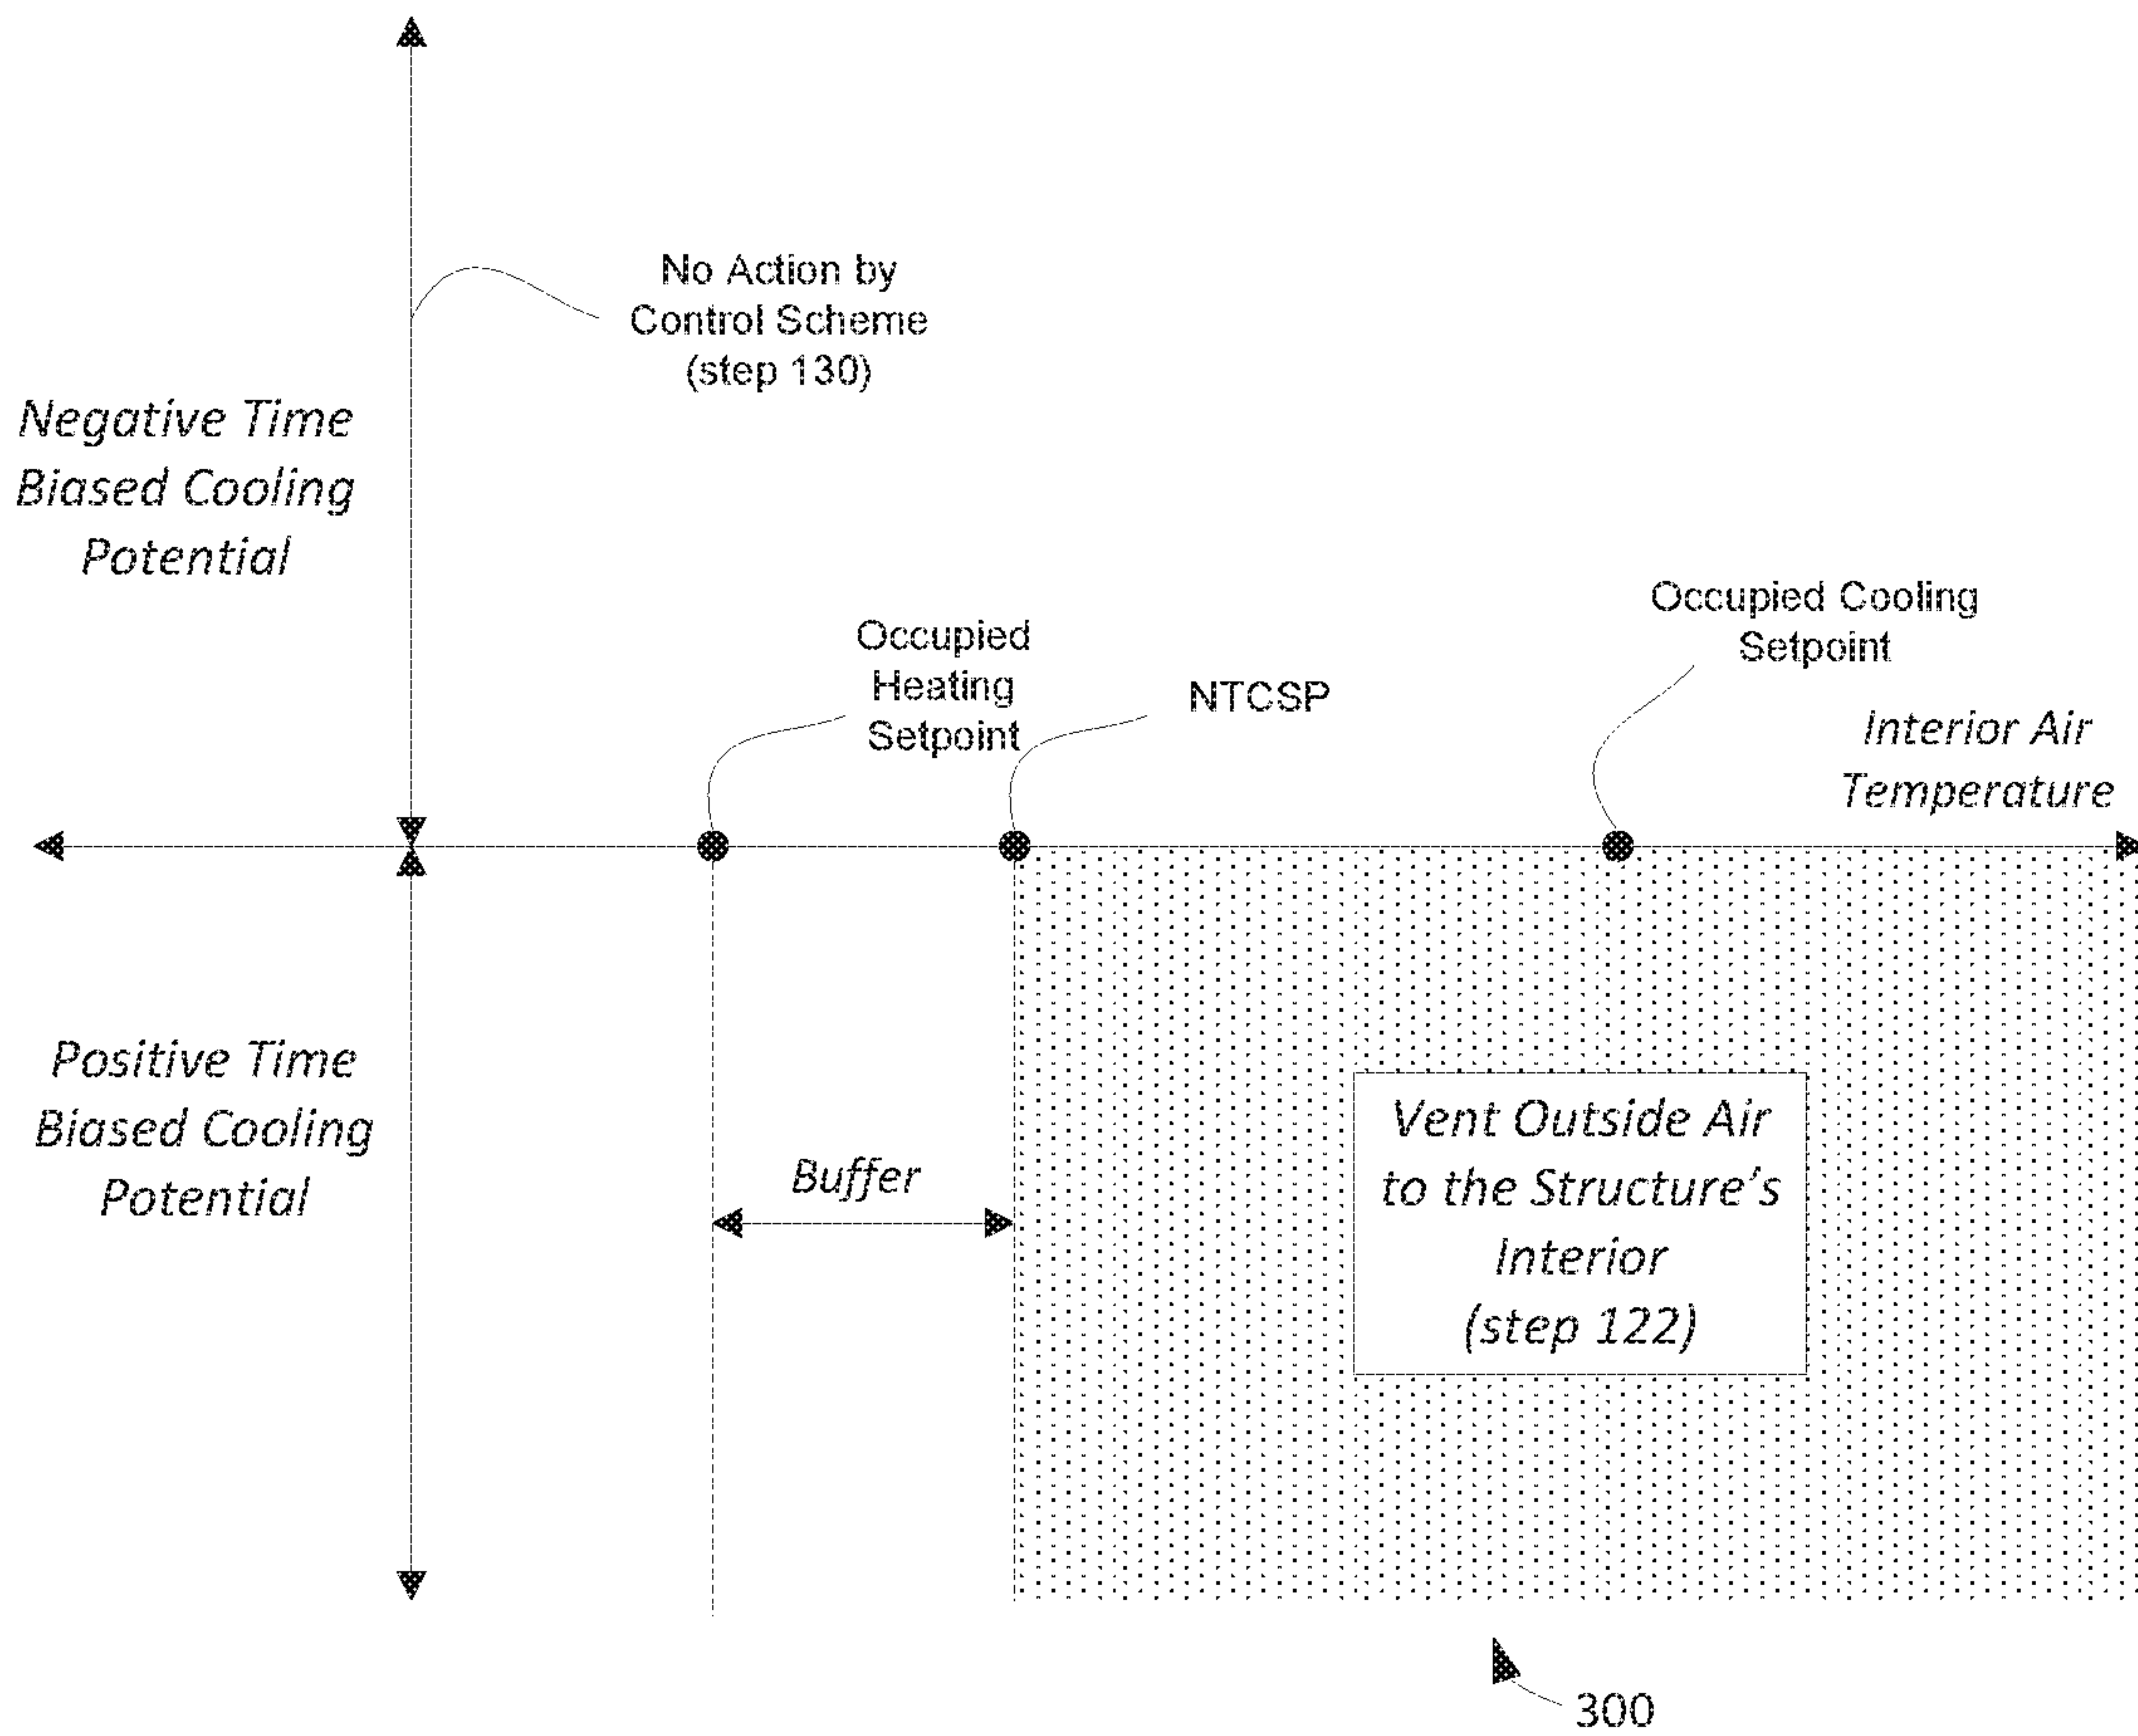 No Action by
Control Scheme
(step 130)
Negative Time
Biased Cooling
Potential
Occupied
Heating
Setpoint
NTCSP
Occupied Cooling
Setpoint
Interior Air
Temperature
Positive Time
Biased Cooling
Potential
Buffer
Vent Outside Air
to the Structure’s
Interior
(step 122)
300